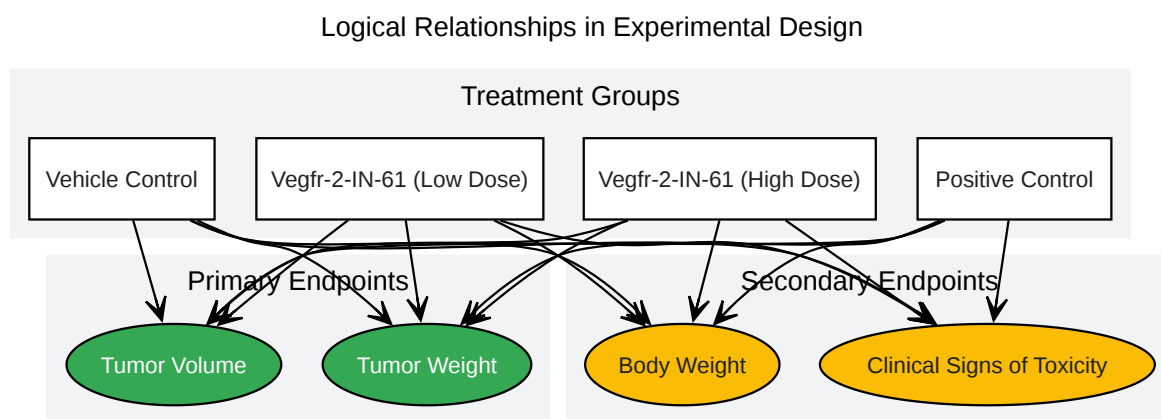 Logical Relationships in Experimental Design
Treatment Groups
Vehicle Control
Vegfr-2-IN-61 (Low Dose)
Vegfr-2-IN-61 (High Dose)
Positive Control
Primary Endpoints
Secondary Endpoints
Tumor Volume
Tumor Weight
Body Weight
Clinical Signs of Toxicity